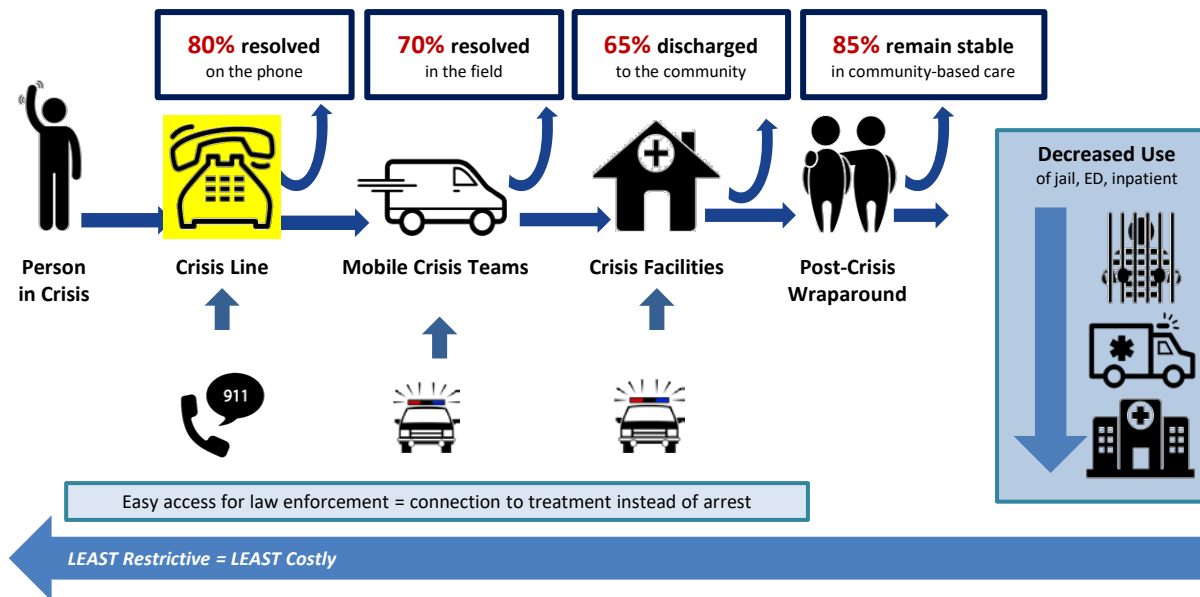 80% resolved
on the phone
70% resolved
in the field
65% discharged
to the community
85% remain stable
in community-based care
Decreased Use
of jail, ED, inpatient
Person
in Crisis
Crisis Line
Mobile Crisis Teams
Crisis Facilities
Post-Crisis
Wraparound
911
Easy access for law enforcement = connection to treatment instead of arrest
LEAST Restrictive = LEAST Costly